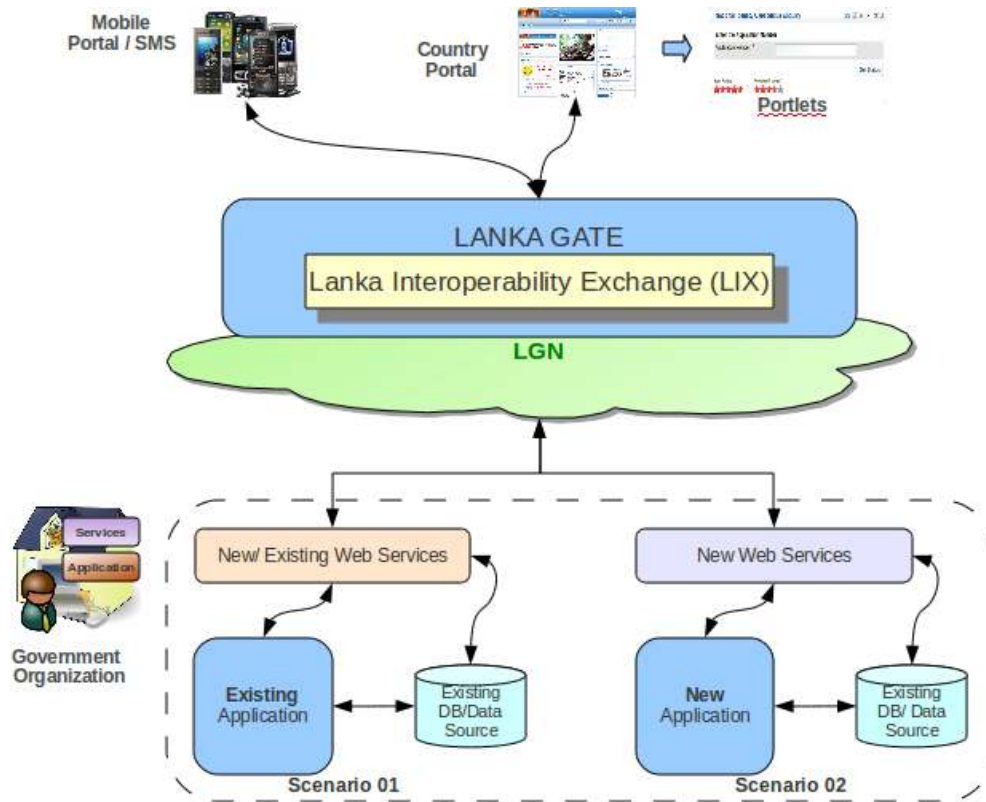 Mobile
Portal / SMS
Country
Portal
Portlets
LANKA GATE
Lanka Interoperability Exchange (LIX)
LGN
Services
Application
Government
Organization
New/ Existing Web Services
New Web Services
Existing
Application
Existing
DB/Data
Source
New
Application
Existing
DB/ Data
Source
Scenario 01
Scenario 02